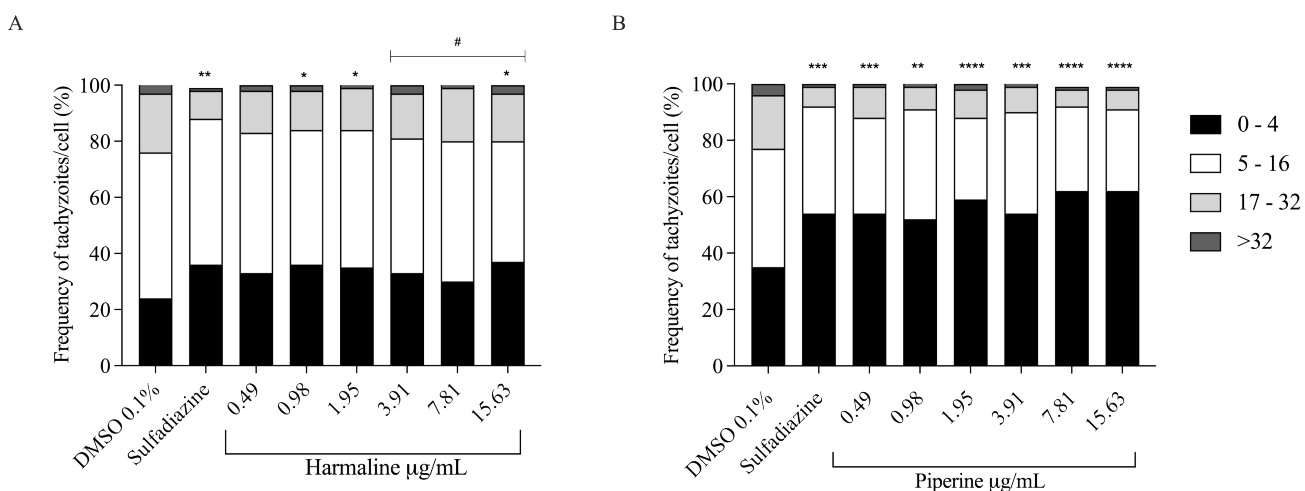 A
B
#
** * * *
*** *** ** **** *** **** ****
Frequency of tachyzoites/cell (%)
100
80
60
40
20
0
DMSO 0.1%
Sulfadiazine
0.49
0.98
1.95
3.91
7.81
15.63
Harmaline μg/mL
Frequency of tachyzoites/cell (%)
100
80
60
40
20
0
DMSO 0.1%
Sulfadiazine
0.49
0.98
1.95
3.91
7.81
15.63
Piperine μg/mL
0 - 4
5 - 16
17 - 32
>32